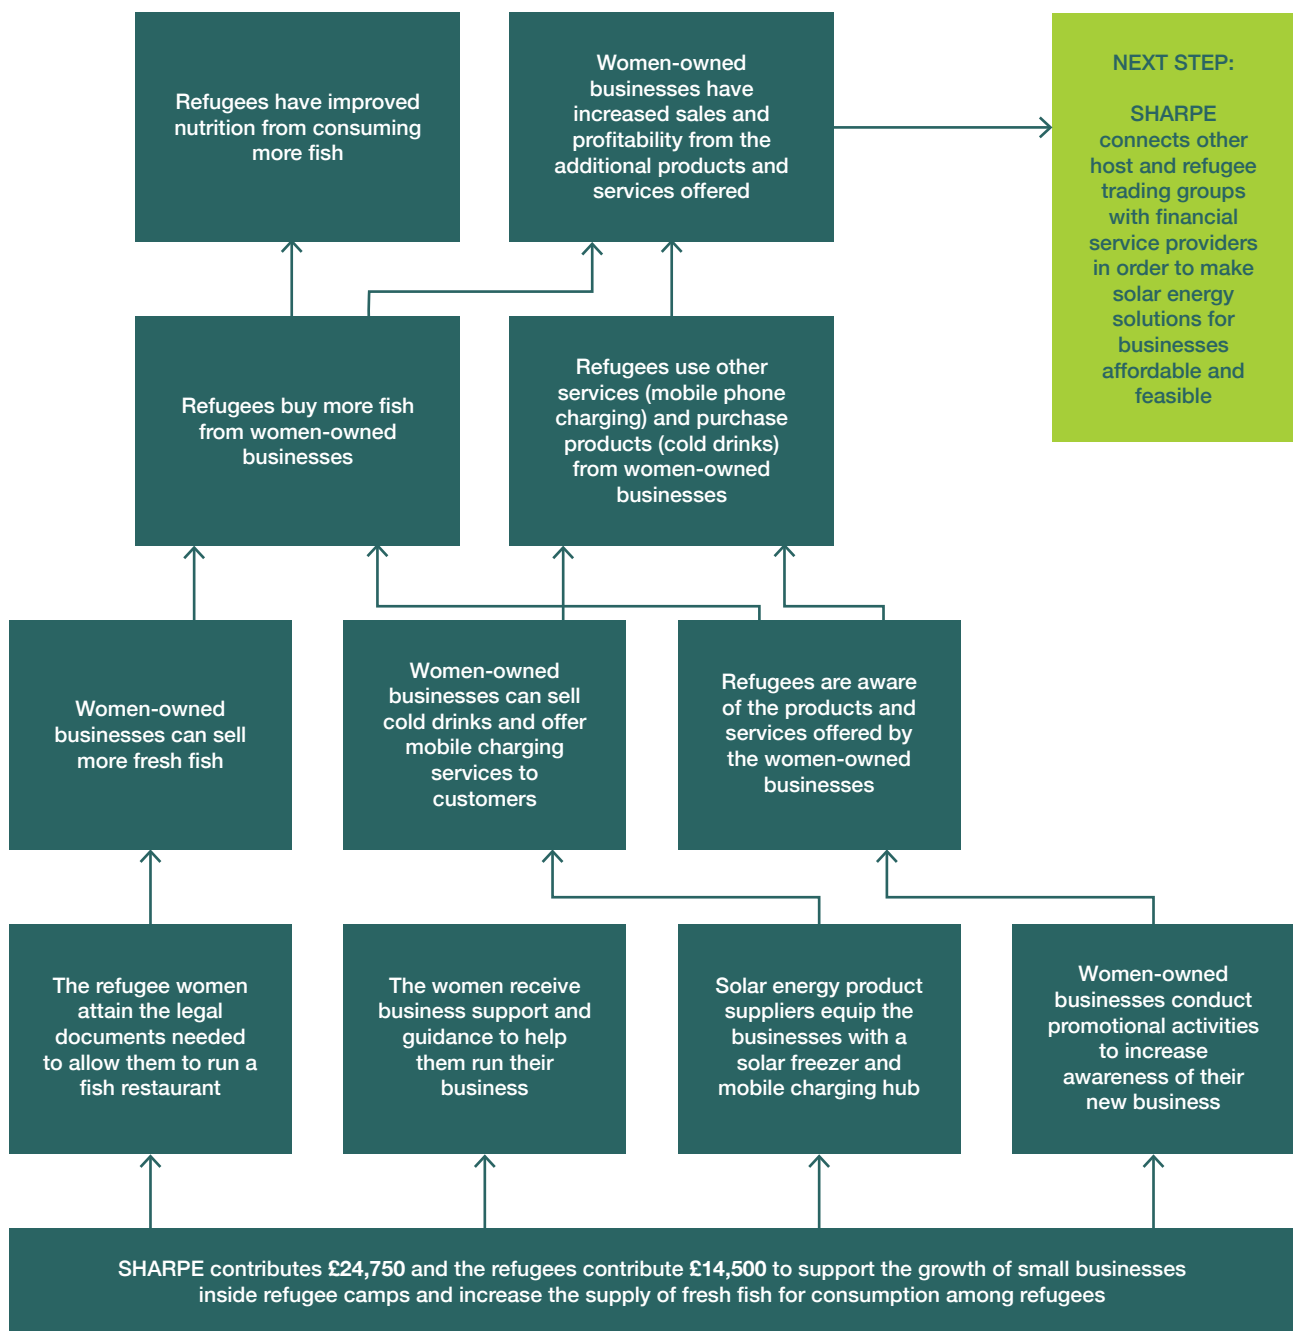 Refugees have improved
nutrition from consuming
more fish
Women-owned
businesses have
increased sales and
profitability from the
additional products and
services offered
NEXT STEP:
SHARPE
connects other
host and refugee
trading groups
with financial
service providers
in order to make
solar energy
solutions for
businesses
affordable and
feasible
Refugees buy more fish
from women-owned
businesses
Refugees use other
services (mobile phone
charging) and purchase
products (cold drinks)
from women-owned
businesses
Women-owned
businesses can sell
more fresh fish
Women-owned
businesses can sell
cold drinks and offer
mobile charging
services to
customers
Refugees are aware
of the products and
services offered by
the women-owned
businesses
The refugee women
attain the legal
documents needed
to allow them to run a
fish restaurant
The women receive
business support and
guidance to help
them run their
business
Solar energy product
suppliers equip the
businesses with a
solar freezer and
mobile charging hub
Women-owned
businesses conduct
promotional activities
to increase
awareness of their
new business
SHARPE contributes £24,750 and the refugees contribute £14,500 to support the growth of small businesses
inside refugee camps and increase the supply of fresh fish for consumption among refugees